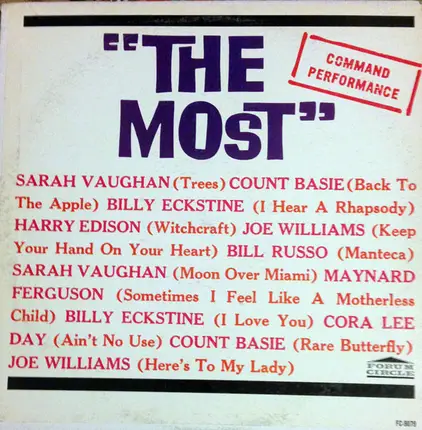 "THE
MOST"
COMMAND
PERFORMANCE
SARAH VAUGHAN (Trees) COUNT BASIE (Back To
The Apple) BILLY ECKSTINE (I Hear A Rhapsody)
HARRY EDISON (Witchcraft) JOE WILLIAMS (Keep
Your Hand On Your Heart) BILL RUSSO (Manteca)
SARAH VAUGHAN (Moon Over Miami) MAYNARD
FERGUSON (Sometimes I Feel Like A Motherless
Child) BILLY ECKSTINE (I Love You) CORA LEE
DAY (Ain't No Use) COUNT BASIE (Rare Butterfly)
JOE WILLIAMS (Here's To My Lady)
FORUM
CIRCLE